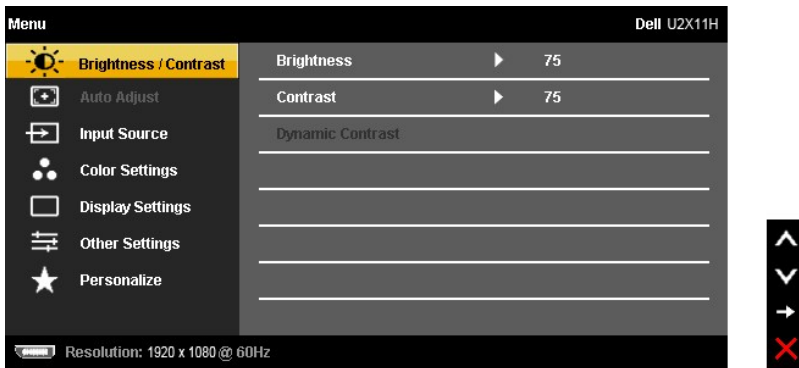 Menu Dell U2X11H
Brightness / Contrast Brightness 75
Auto Adjust Contrast 75
Input Source Dynamic Contrast
Color Settings
Display Settings
Other Settings
Personalize
Resolution: 1920 x 1080 @ 60Hz